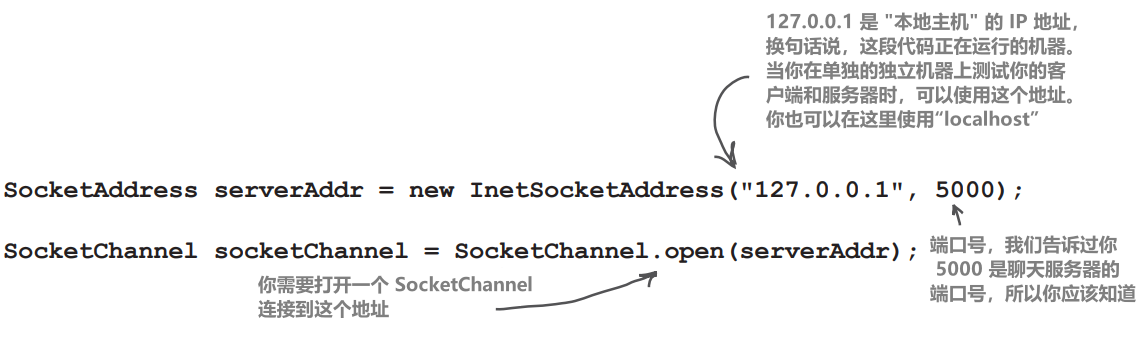 127.0.0.1 是 "本地主机" 的 IP 地址，
换句话说，这段代码正在运行的机器。
当你在单独的独立机器上测试你的客
户端和服务器时，可以使用这个地址。
你也可以在这里使用“localhost”
SocketAddress serverAddr = new InetSocketAddress("127.0.0.1", 5000);
SocketChannel socketChannel = SocketChannel.open(serverAddr);
端口号，我们告诉过你
5000 是聊天服务器的
端口号，所以你应该知道
你需要打开一个 SocketChannel
连接到这个地址